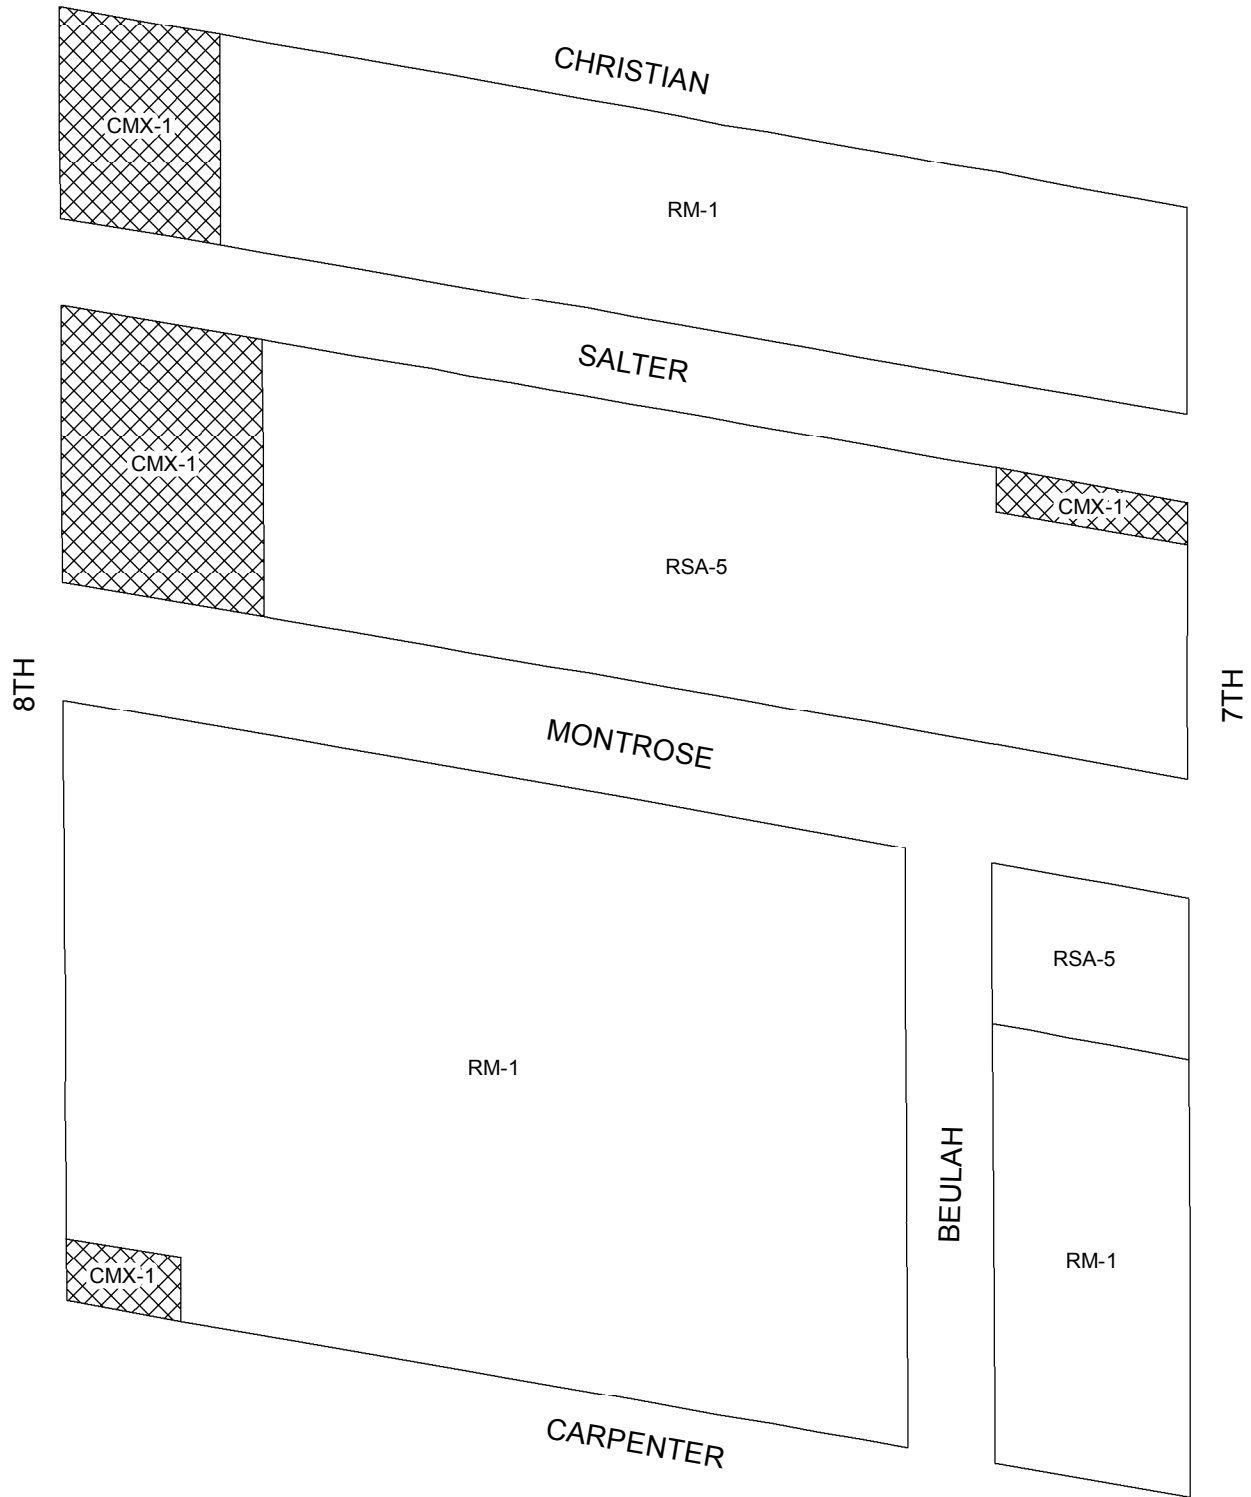 CHRISTIAN
CMX-1
RM-1
SALTER
CMX-1
CMX-1
RSA-5
8TH
7TH
MONTROSE
RSA-5
RM-1
BEULAH
RM-1
CMX-1
CARPENTER